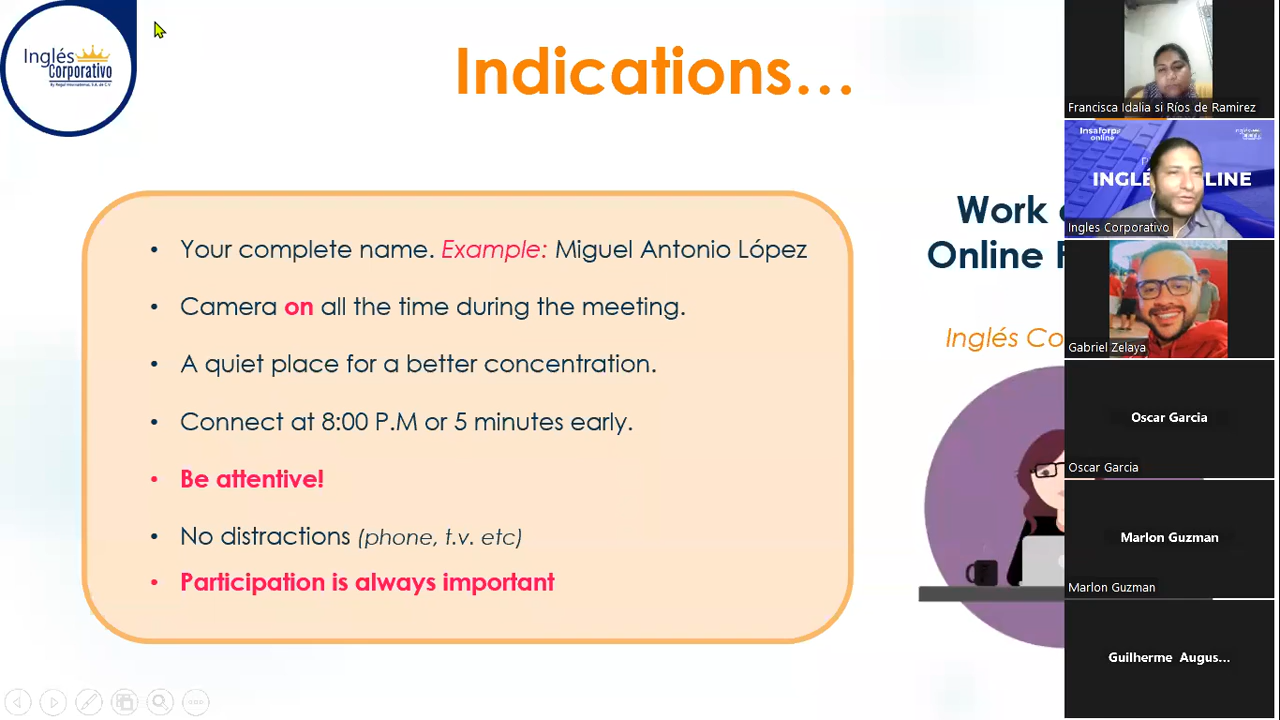 Inglés
Corporativo
Indications...
• Your complete name. Example: Miguel Antonio López
• Camera on all the time during the meeting.
• A quiet place for a better concentration.
• Connect at 8:00 P.M or 5 minutes early.
• Be attentive!
• No distractions (phone, t.v. etc)
• Participation is always important
Work
Online
Inglés Co
Francisca Idalia si Ríos de Ramirez
Insaforp
online
INGLÉ LINE
Ingles Corporativo
Gabriel Zelaya
Oscar Garcia
Oscar Garcia
Marlon Guzman
Marlon Guzman
Guilherme Augus...